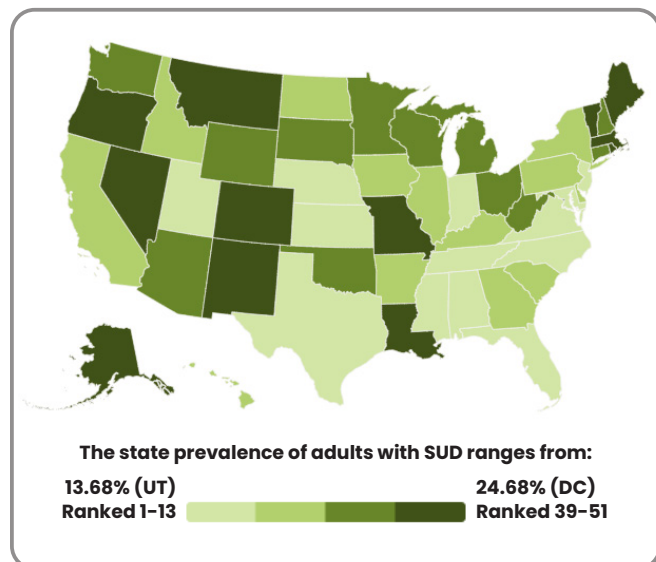 The state prevalence of adults with SUD ranges from:
13.68% (UT)
Ranked 1-13
24.68% (DC)
Ranked 39-51